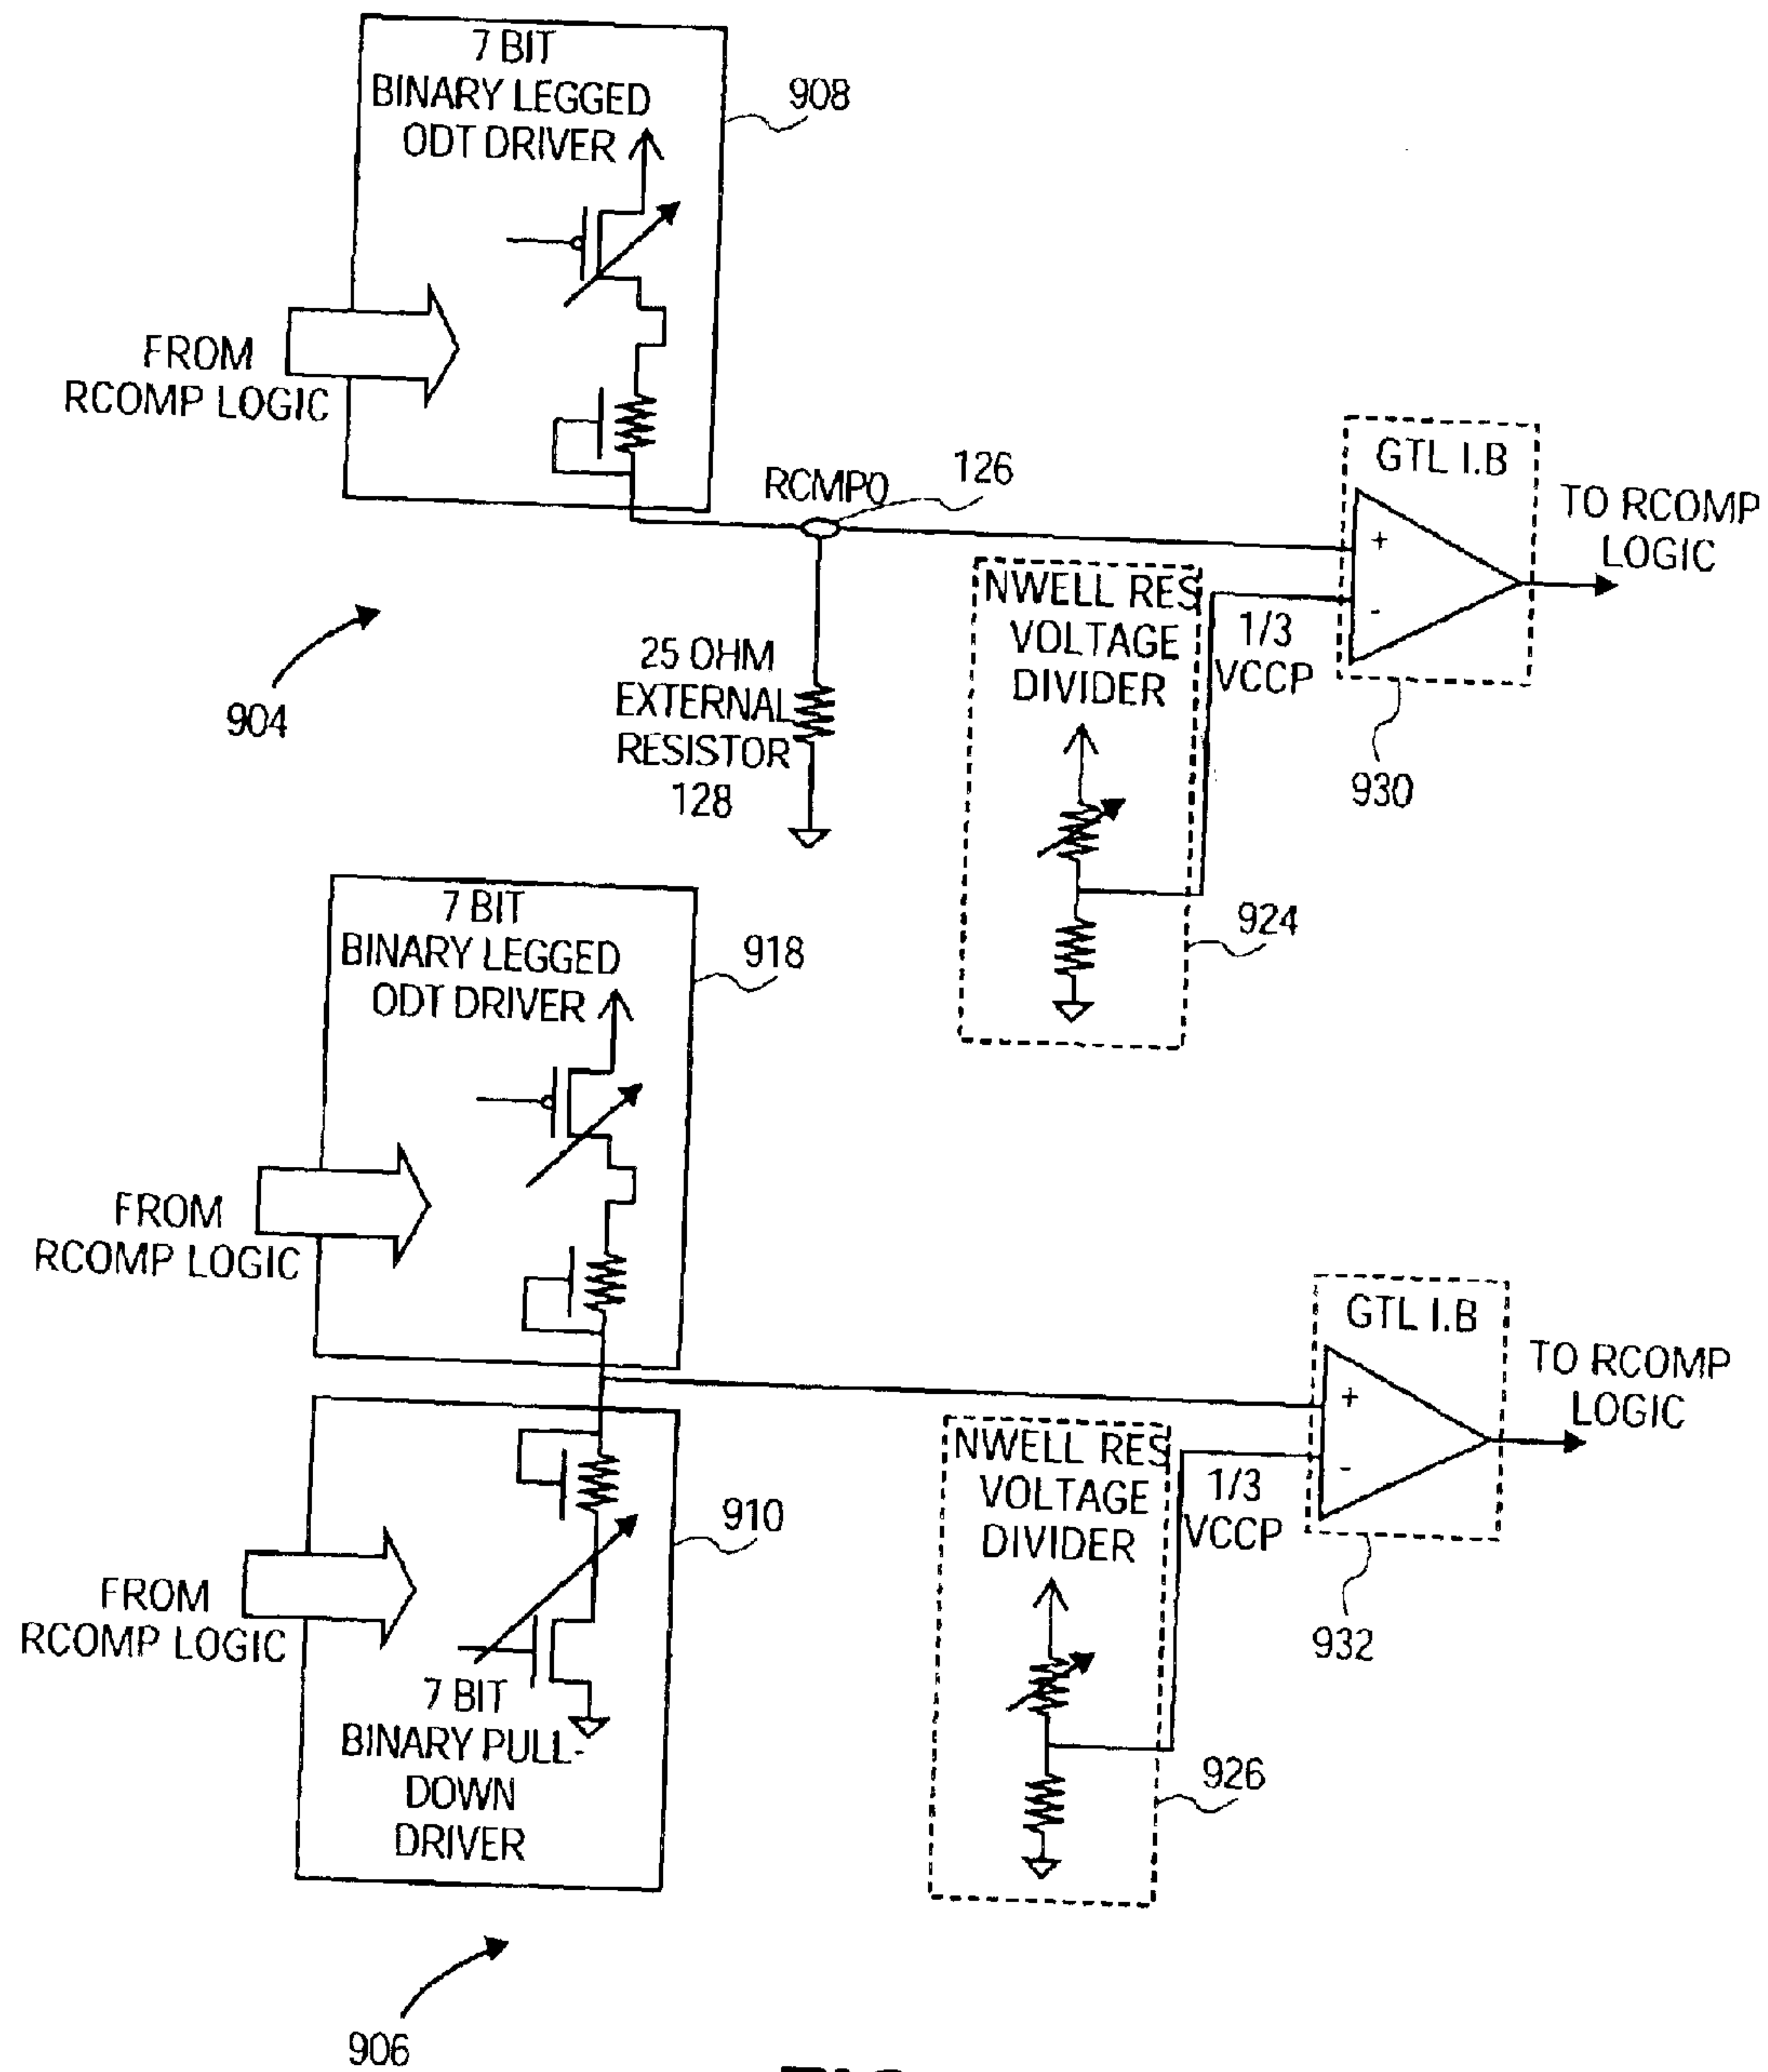 7 BIT
BINARY LEGGED
ODT DRIVER
908
FROM
RCOMP LOGIC
RCMP0
126
GTL I.B
+
-
TO RCOMP
LOGIC
NWELL RES
VOLTAGE
DIVIDER
1/3
VCCP
25 OHM
EXTERNAL
RESISTOR
128
904
930
924
7 BIT
BINARY LEGGED
ODT DRIVER
918
FROM
RCOMP LOGIC
GTL I.B
+
-
TO RCOMP
LOGIC
NWELL RES
VOLTAGE
DIVIDER
1/3
VCCP
910
FROM
RCOMP LOGIC
932
7 BIT
BINARY PULL-
DOWN
DRIVER
926
906